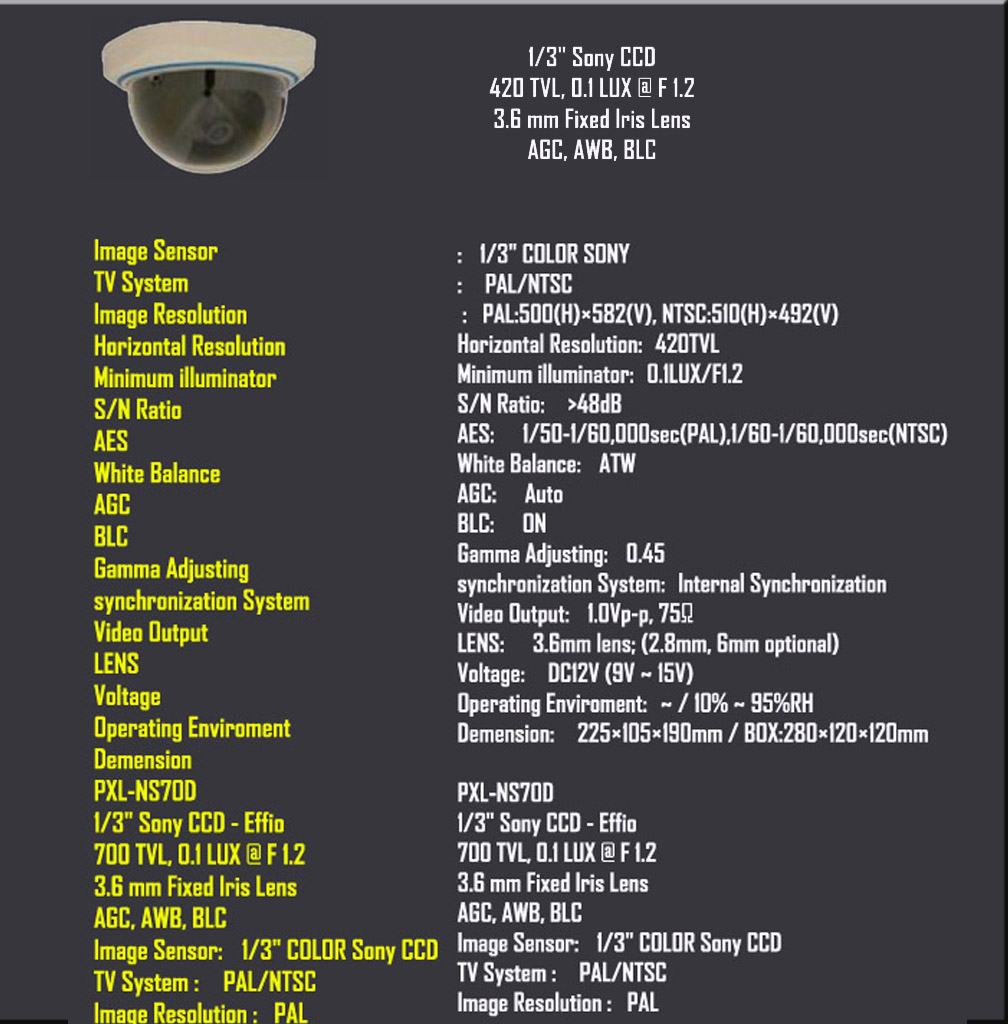 1/3" Sony CCD
420 TVL, 0.1 LUX @ F 1.2
3.6 mm Fixed Iris Lens
AGC, AWB, BLC
Image Sensor
TV System
Image Resolution
Horizontal Resolution
Minimum illuminator
S/N Ratio
AES
White Balance
AGC
BLC
Gamma Adjusting
synchronization System
Video Output
LENS
Voltage
Operating Enviroment
Demension
PXL-NS70D
1/3" Sony CCD - Effio
700 TVL, 0.1 LUX @ F 1.2
3.6 mm Fixed Iris Lens
AGC, AWB, BLC
Image Sensor: 1/3" COLOR Sony CCD
TV System : PAL/NTSC
Image Resolution : PAL
: 1/3" COLOR SONY
: PAL/NTSC
: PAL:500(H)×582(V), NTSC:510(H)×492(V)
Horizontal Resolution: 420TVL
Minimum illuminator: 0.1LUX/F1.2
S/N Ratio: >48dB
AES: 1/50-1/60,000sec(PAL),1/60-1/60,000sec(NTSC)
White Balance: ATW
AGC: Auto
BLC: ON
Gamma Adjusting: 0.45
synchronization System: Internal Synchronization
Video Output: 1.0Vp-p, 75Ω
LENS: 3.6mm lens; (2.8mm, 6mm optional)
Voltage: DC12V (9V ~ 15V)
Operating Enviroment: ~ / 10% ~ 95%RH
Demension: 225×105×190mm / BOX:280×120×120mm
PXL-NS70D
1/3" Sony CCD - Effio
700 TVL, 0.1 LUX @ F 1.2
3.6 mm Fixed Iris Lens
AGC, AWB, BLC
Image Sensor: 1/3" COLOR Sony CCD
TV System : PAL/NTSC
Image Resolution : PAL